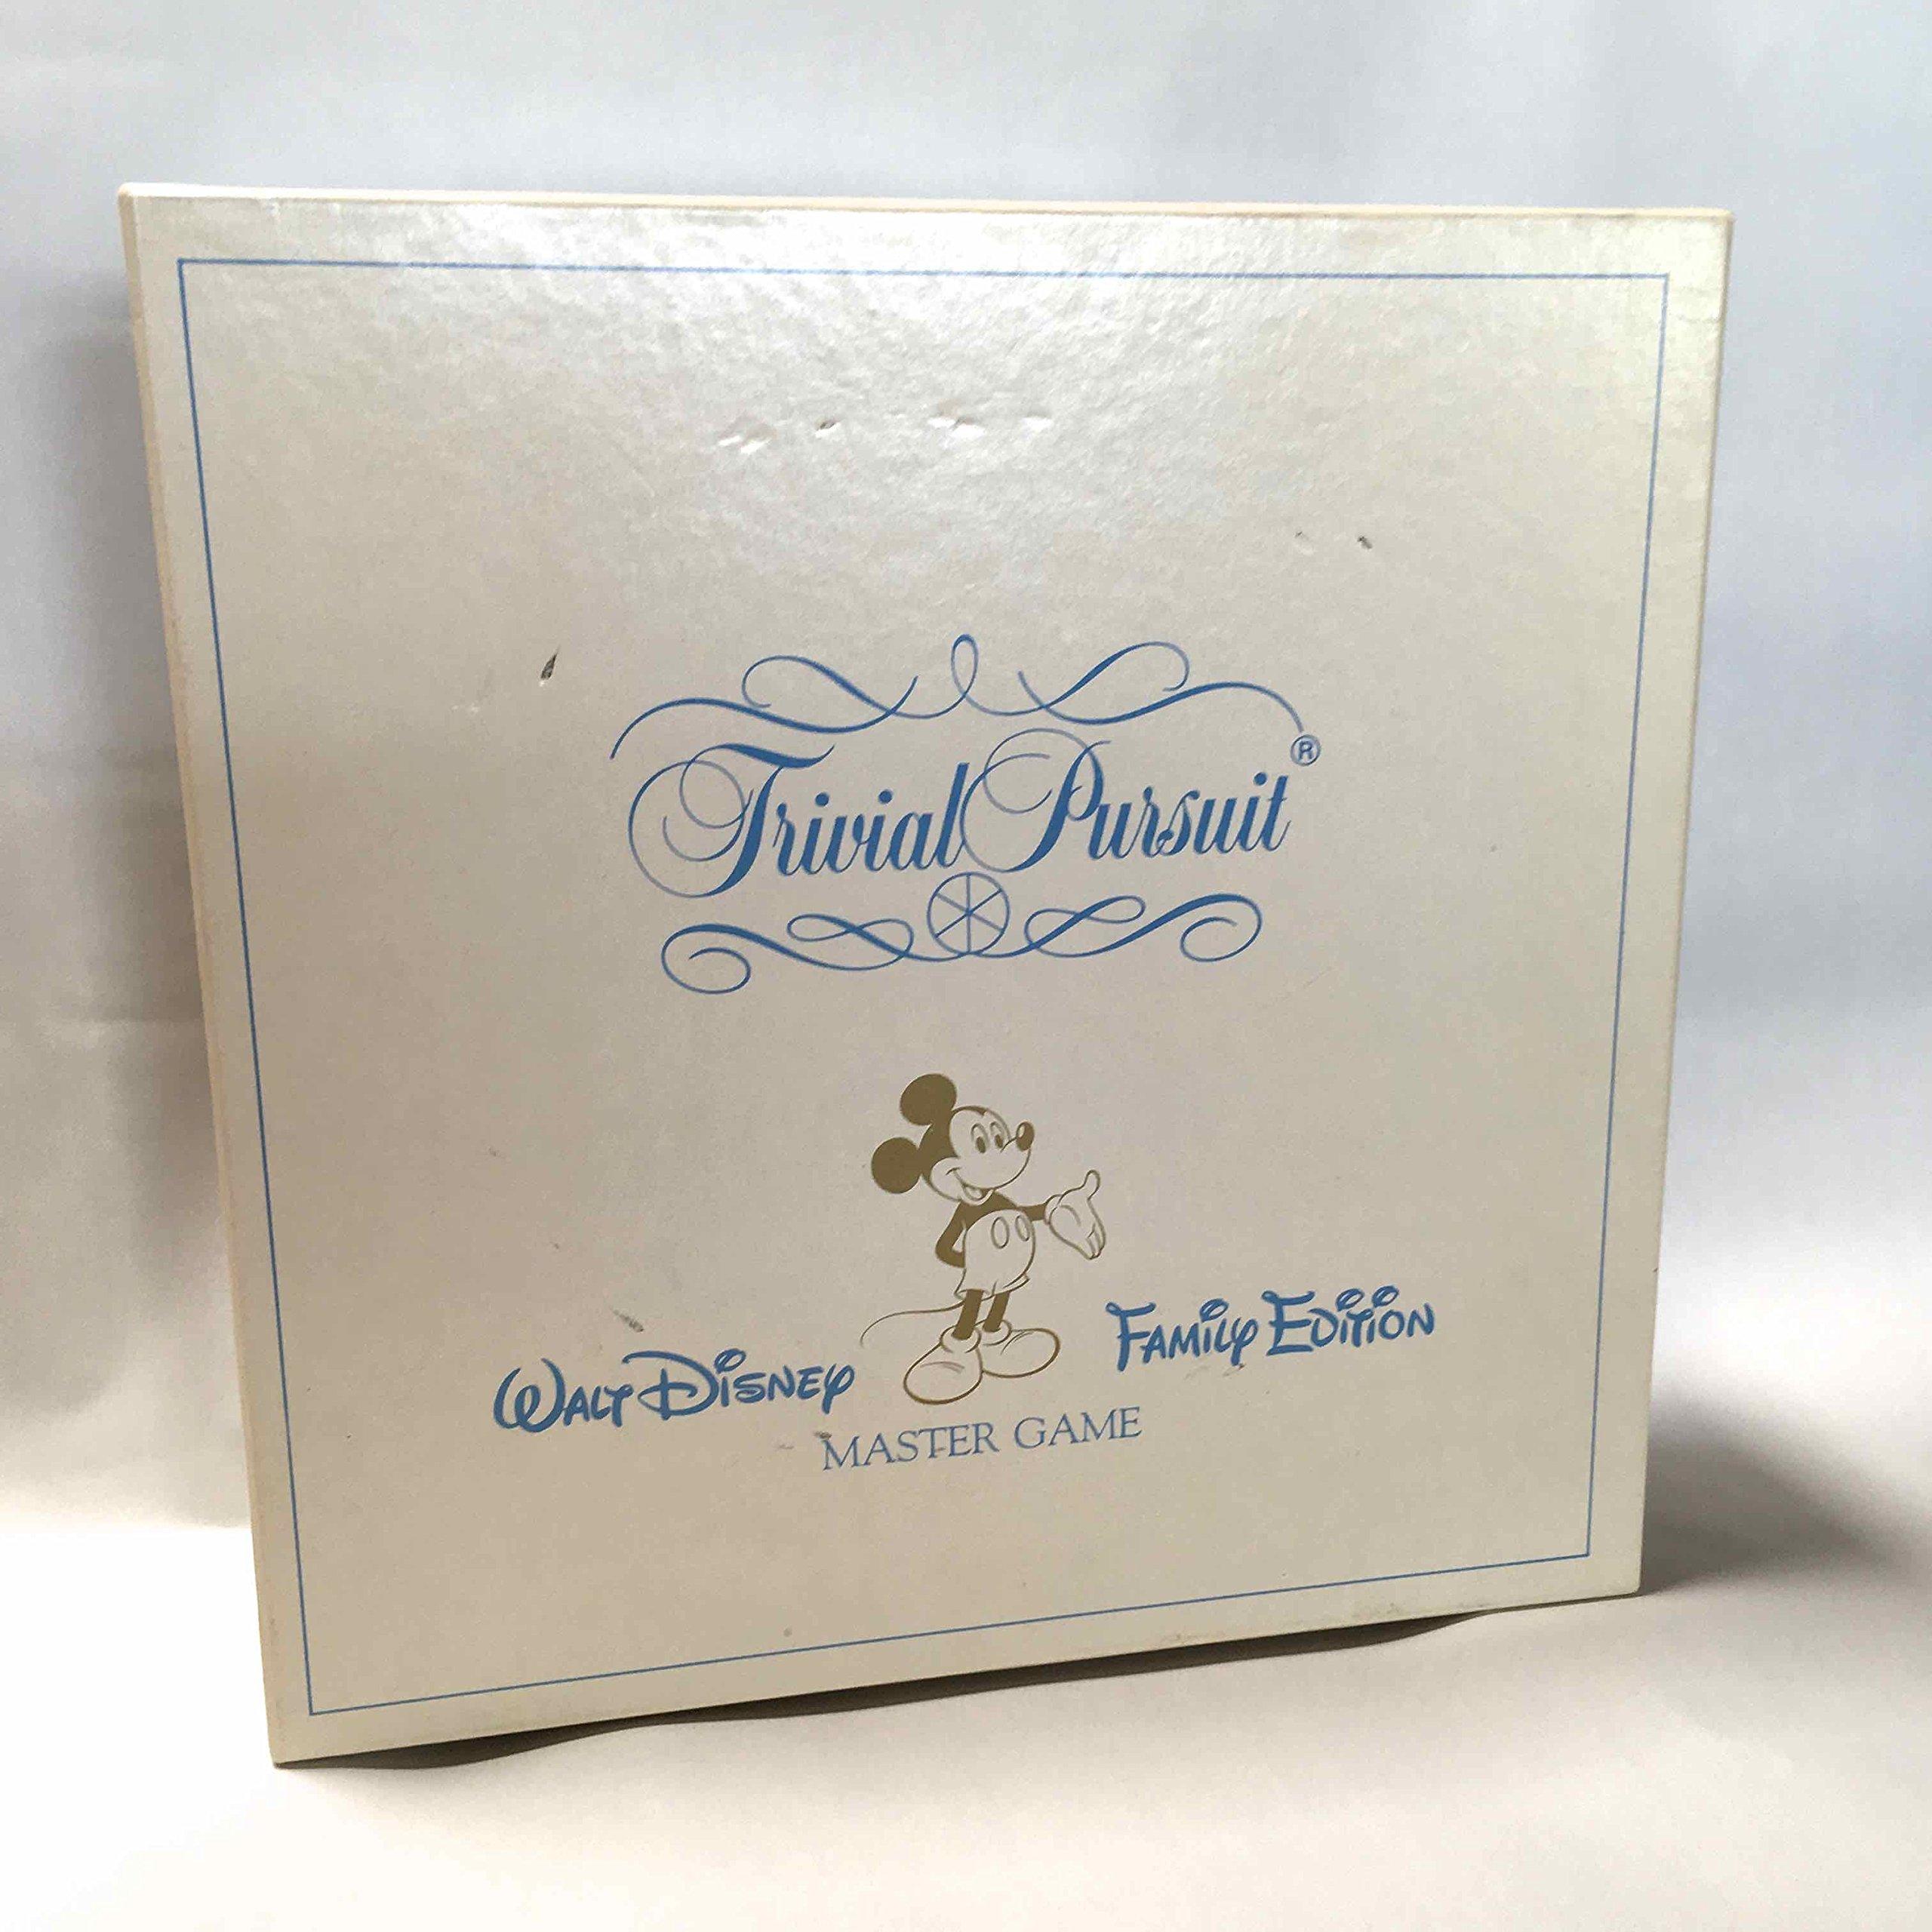 Trivial Pursuit®
Walt Disney Family Edition
MASTER GAME